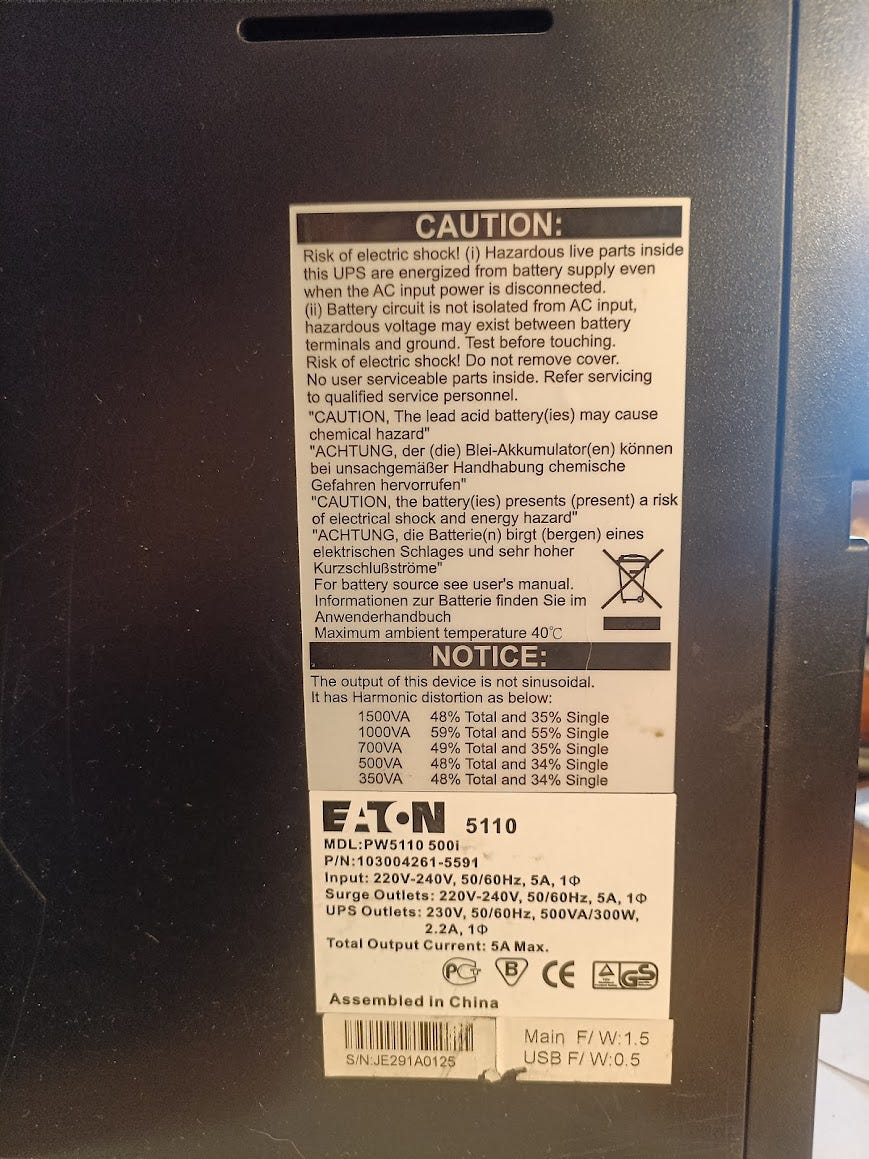 CAUTION:
Risk of electric shock! (i) Hazardous live parts inside
this UPS are energized from battery supply even
when the AC input power is disconnected.
(ii) Battery circuit is not isolated from AC input,
hazardous voltage may exist between battery
terminals and ground. Test before touching.
Risk of electric shock! Do not remove cover.
No user serviceable parts inside. Refer servicing
to qualified service personnel.
"CAUTION, The lead acid battery(ies) may cause
chemical hazard"
"ACHTUNG, der (die) Blei-Akkumulator(en) können
bei unsachgemäßer Handhabung chemische
Gefahren hervorrufen"
"CAUTION, the battery(ies) presents (present) a risk
of electrical shock and energy hazard"
"ACHTUNG, die Batterie(n) birgt (bergen) eines
elektrischen Schlages und sehr hoher
Kurzschlußströme"
For battery source see user's manual.
Informationen zur Batterie finden Sie im
Anwenderhandbuch
Maximum ambient temperature 40℃
NOTICE:
The output of this device is not sinusoidal.
It has Harmonic distortion as below:
1500VA 48% Total and 35% Single
1000VA 59% Total and 55% Single
700VA 49% Total and 35% Single
500VA 48% Total and 34% Single
350VA 48% Total and 34% Single
EATON 5110
MDL:PW5110 500i
P/N:103004261-5591
Input: 220V-240V, 50/60Hz, 5A, 1Φ
Surge Outlets: 220V-240V, 50/60Hz, 5A, 1Φ
UPS Outlets: 230V, 50/60Hz, 500VA/300W,
2.2A, 1Φ
Total Output Current: 5A Max.
PCT B CE GS
Assembled in China
S/N:JE291A0125
Main F/W:1.5
USB F/W:0.5